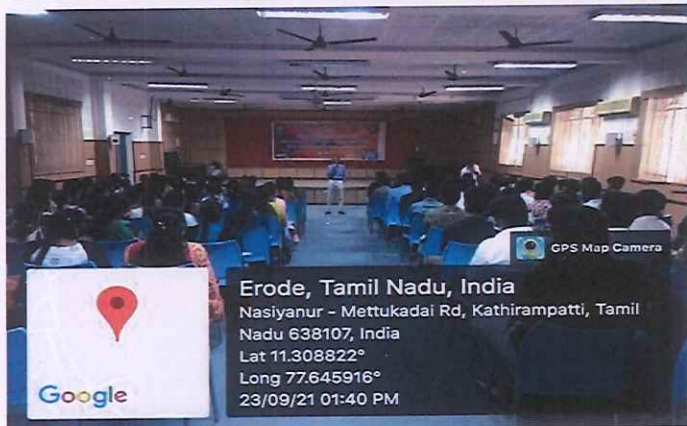 GPS Map Camera
Erode, Tamil Nadu, India
Nasiyanur - Mettukadai Rd, Kathirampatti, Tamil
Nadu 638107, India
Lat 11.308822°
Long 77.645916°
23/09/21 01:40 PM
Google